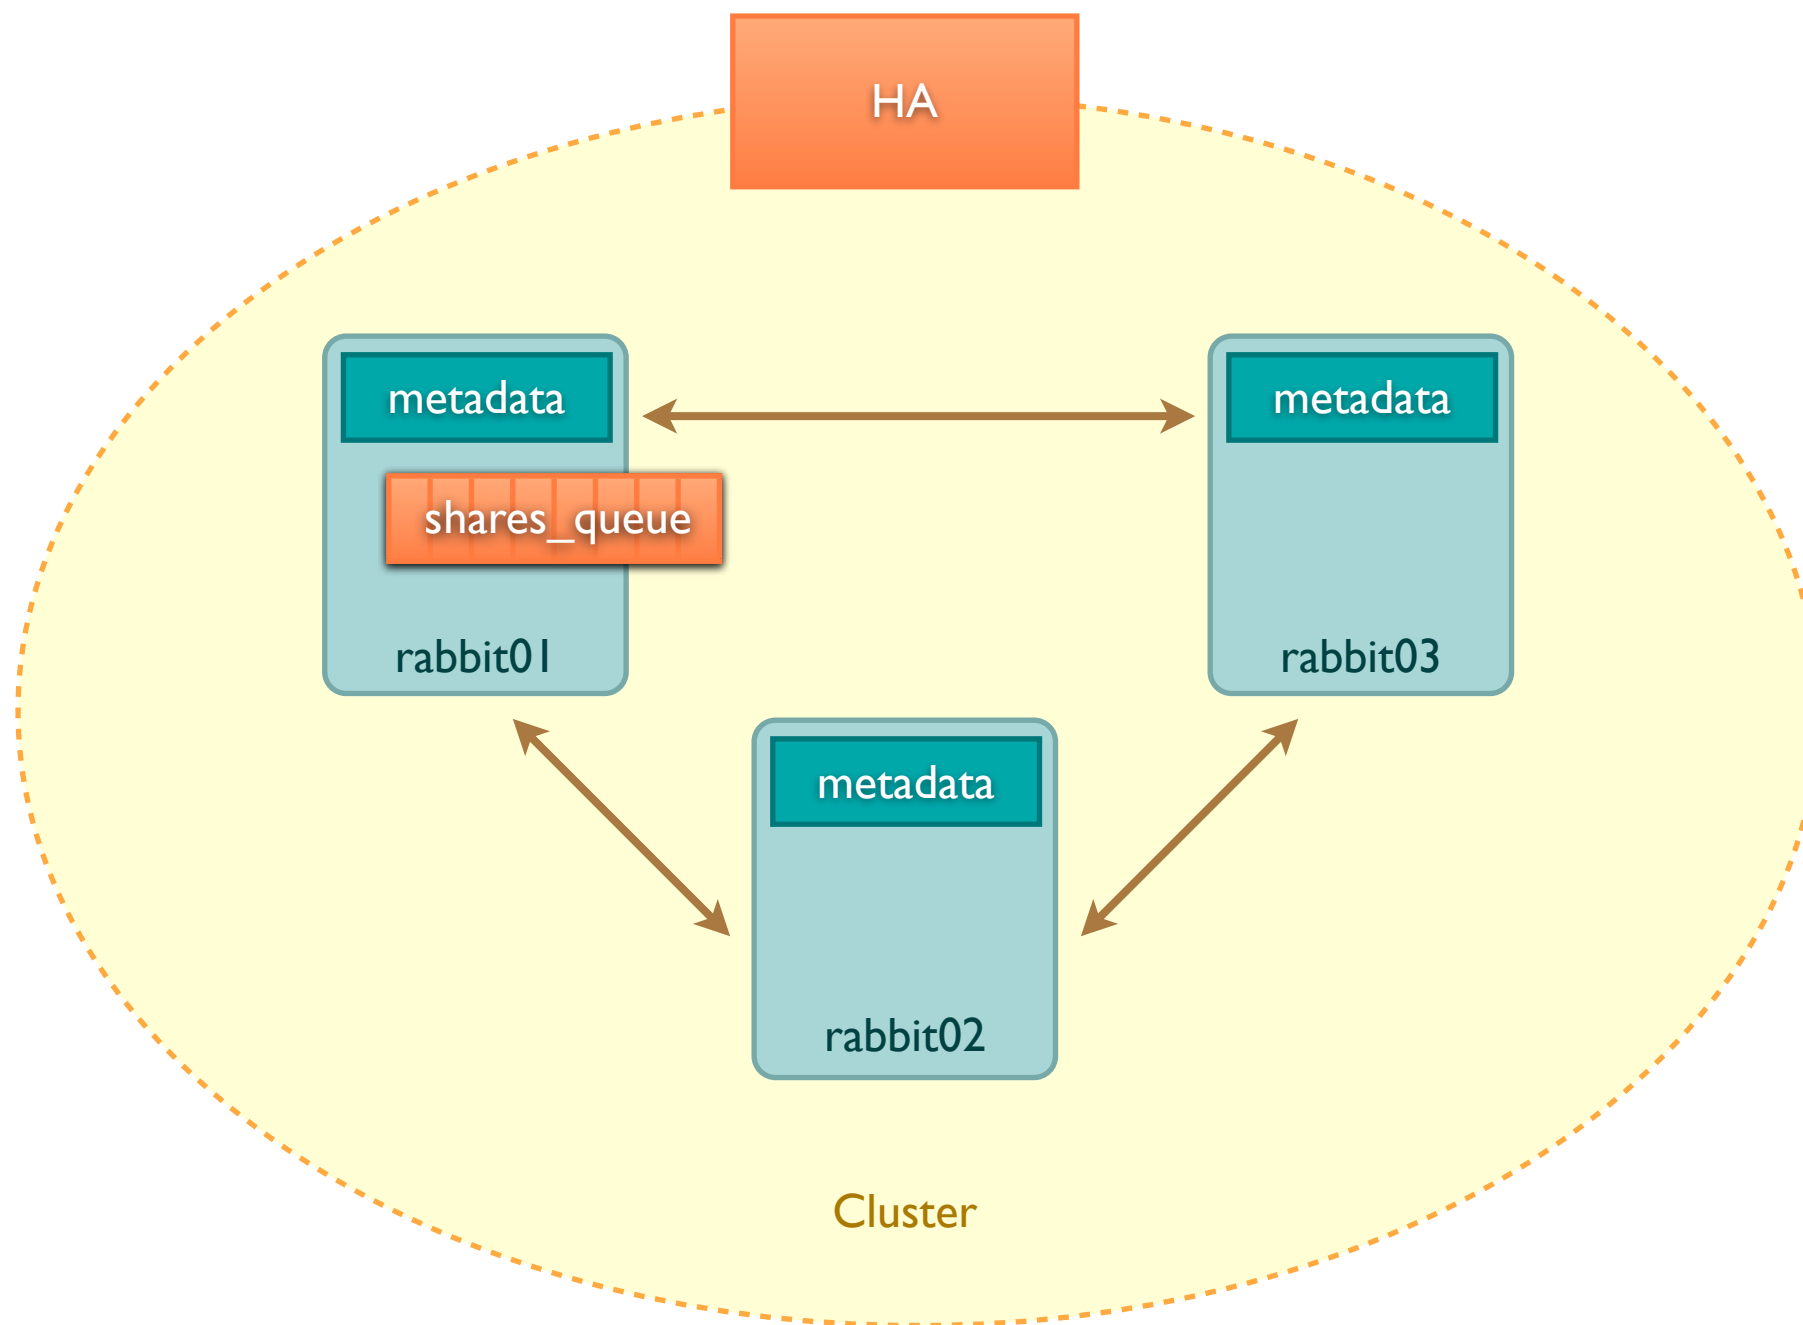 HA
metadata
metadata
shares_queue
rabbit01
rabbit03
metadata
rabbit02
Cluster